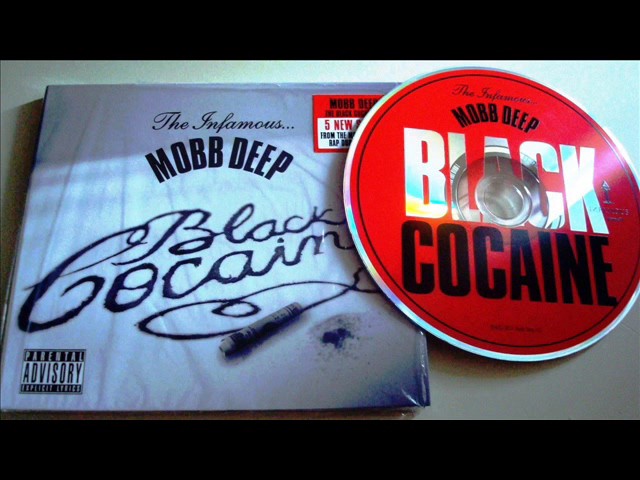 The Infamous...
MOBB DEEP
MOBB DEEP
5 NEW
Black
Cocaine
PARENTAL
ADVISORY
EXPLICIT LYRICS
The Infamous...
MOBB DEEP
BLACK
COCAINE